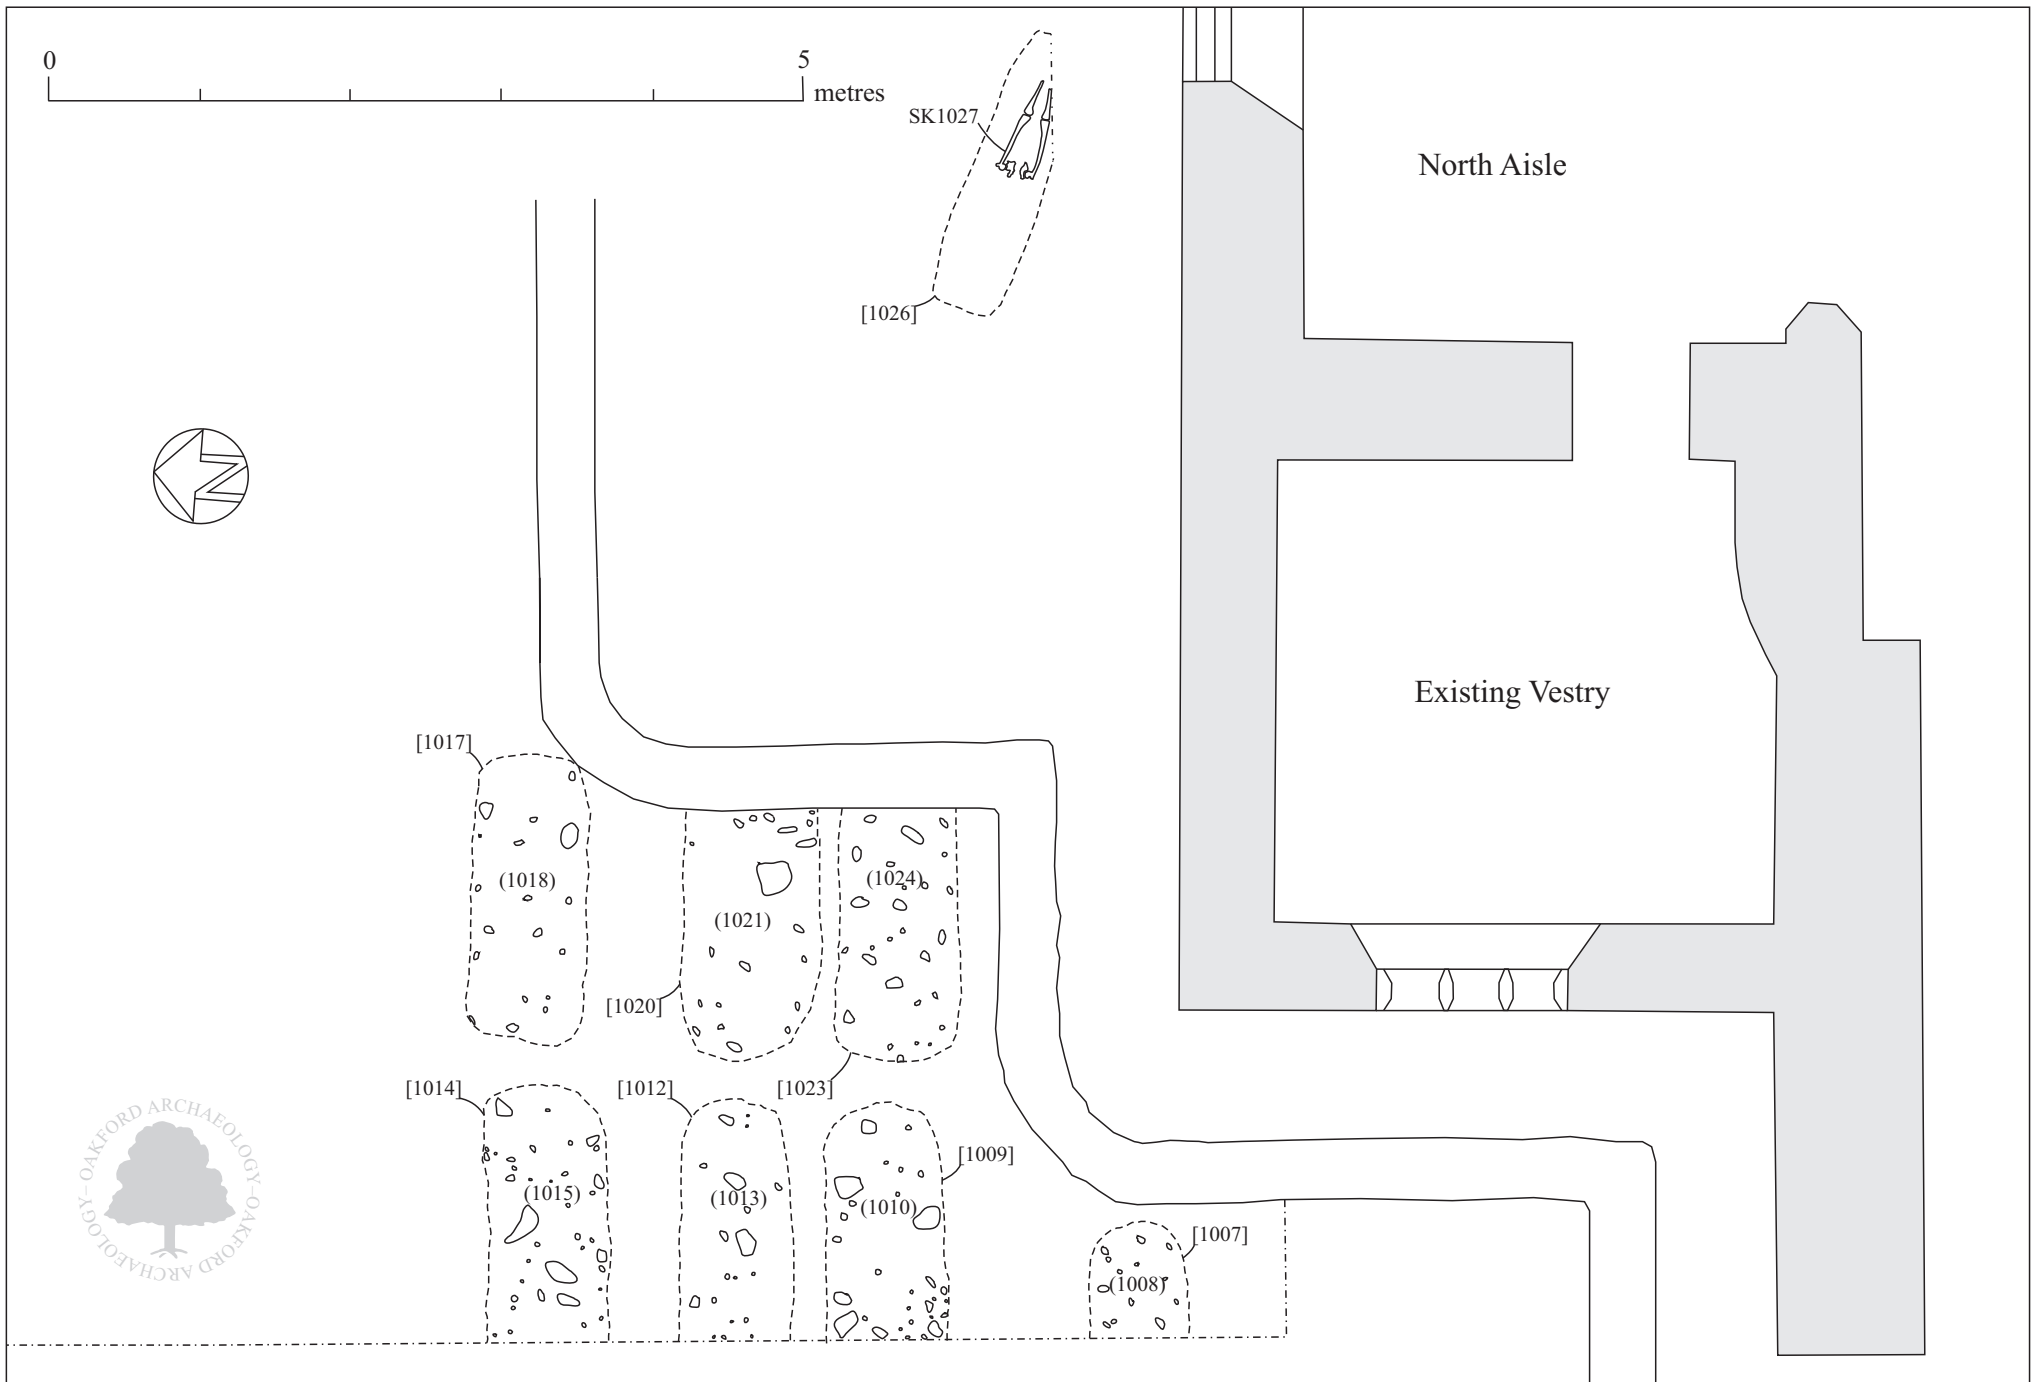 0
5
metres
SK1027
North Aisle
[1026]
N
Existing Vestry
[1017]
(1018)
(1024)
(1021)
[1020]
[1014]
[1012]
[1023]
[1009]
(1015)
(1013)
(1010)
[1007]
(1008)
OAKFORD ARCHAEOLOGY – OAKFORD ARCHAEOLOGY –